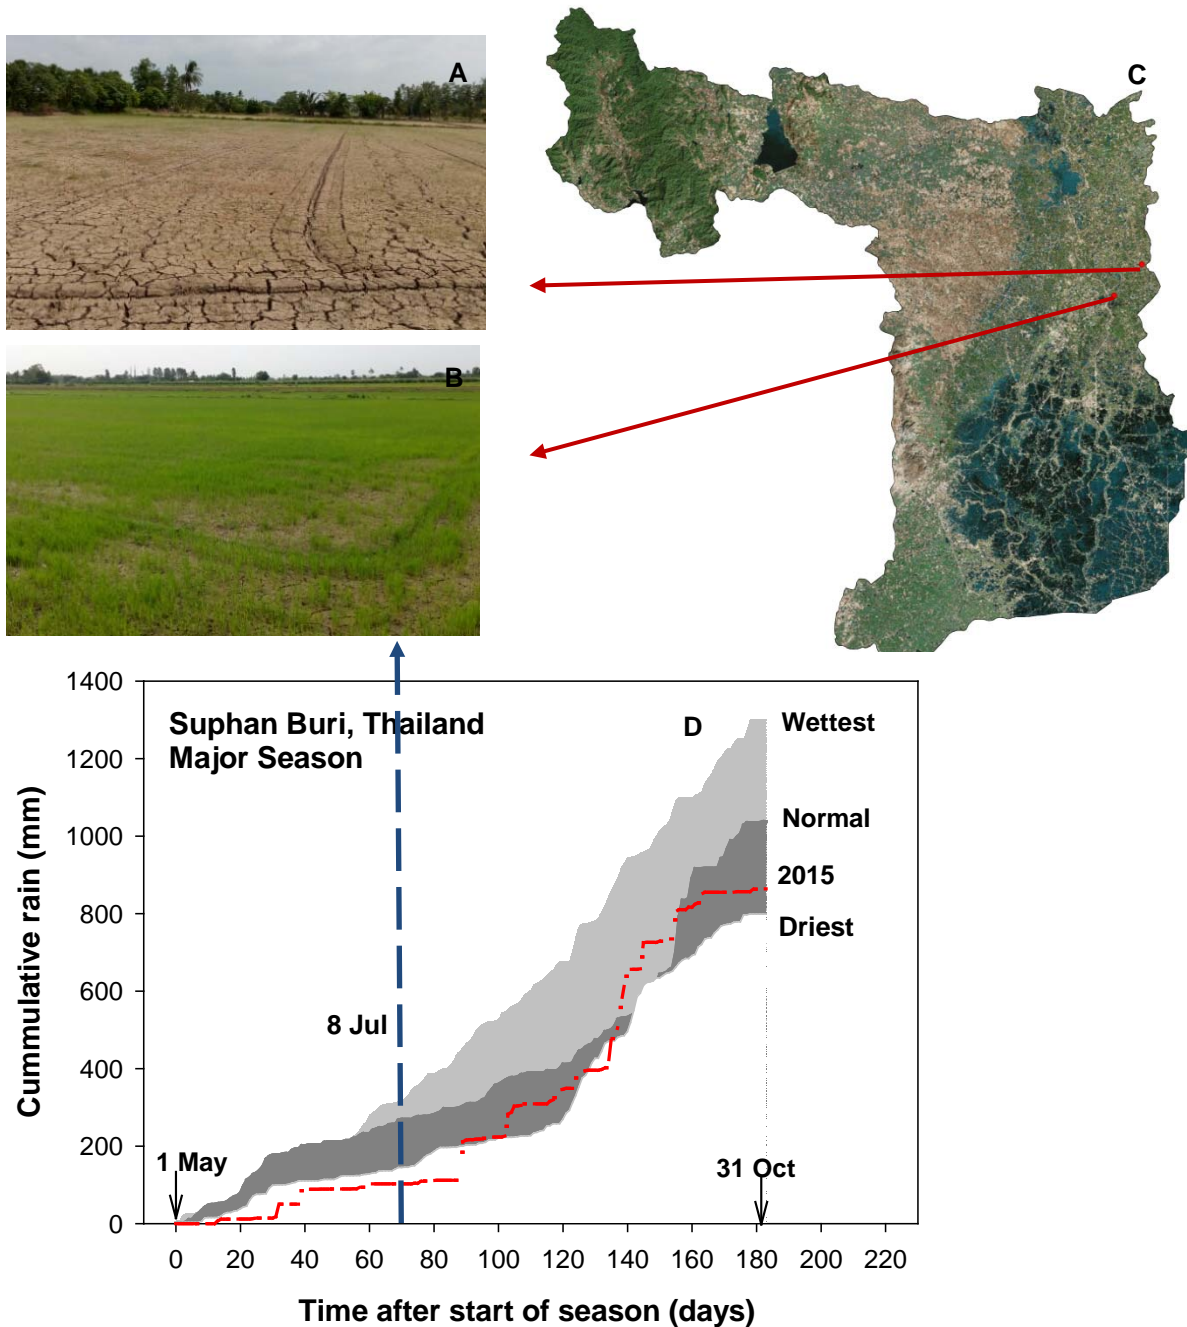 A
C
B
Suphan Buri, Thailand
Major Season
D
Wettest
Normal
2015
Driest
8 Jul
1 May
31 Oct
1400
1200
1000
800
600
400
200
0
Cummulative rain (mm)
0 20 40 60 80 100 120 140 160 180 200 220
Time after start of season (days)